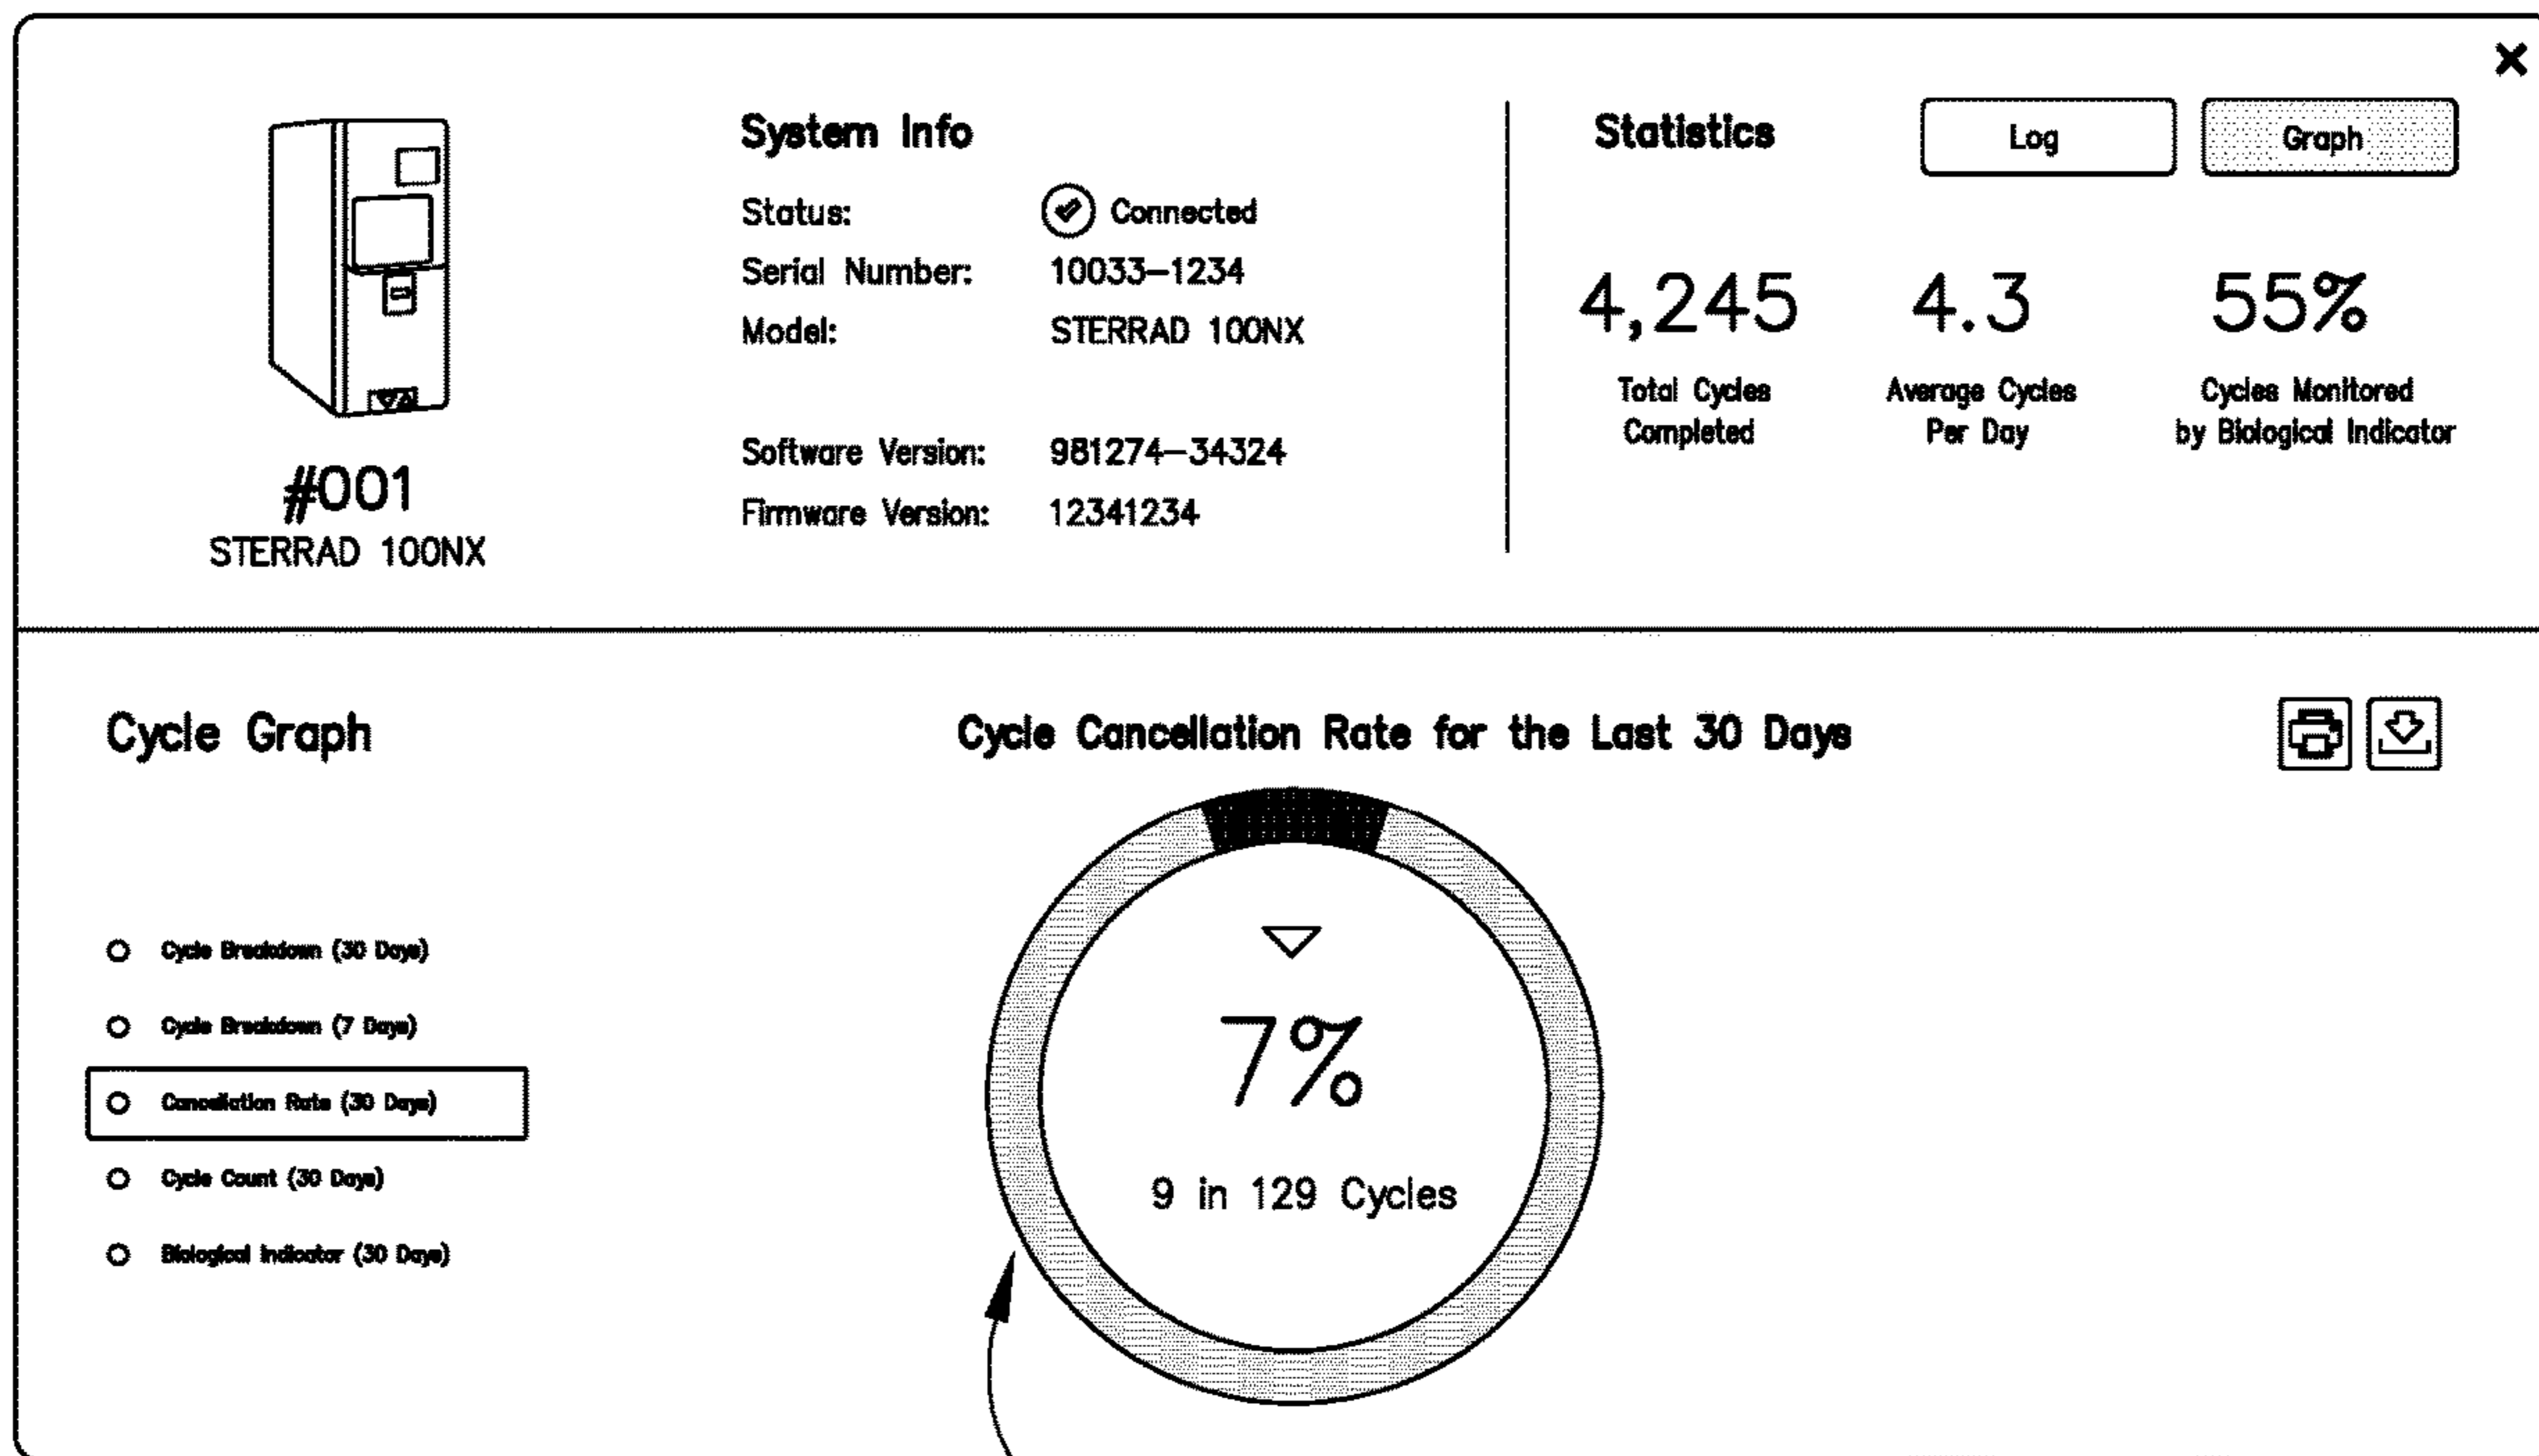 #001
STERRAD 100NX
System Info
Status: Connected
Serial Number: 10033-1234
Model: STERRAD 100NX
Software Version: 981274-34324
Firmware Version: 12341234
Statistics
Log
Graph
4,245
Total Cycles
Completed
4.3
Average Cycles
Per Day
55%
Cycles Monitored
by Biological Indicator
Cycle Graph
Cycle Breakdown (30 Days)
Cycle Breakdown (7 Days)
Cancellation Rate (30 Days)
Cycle Count (30 Days)
Biological Indicator (30 Days)
Cycle Cancellation Rate for the Last 30 Days
7%
9 in 129 Cycles